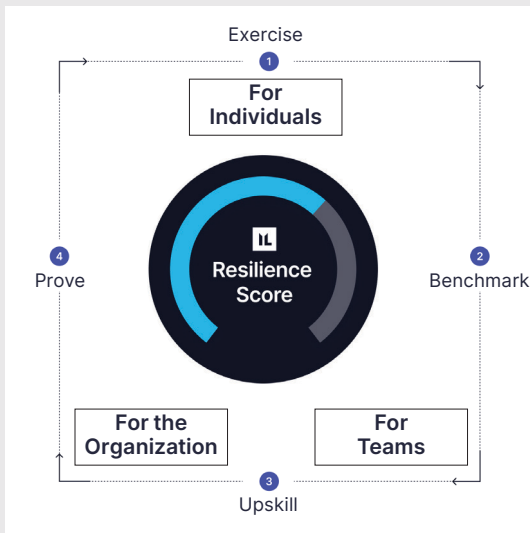 Exercise
1
For
Individuals
4
Prove
IL
Resilience
Score
2
Benchmark
For the
Organization
For
Teams
3
Upskill